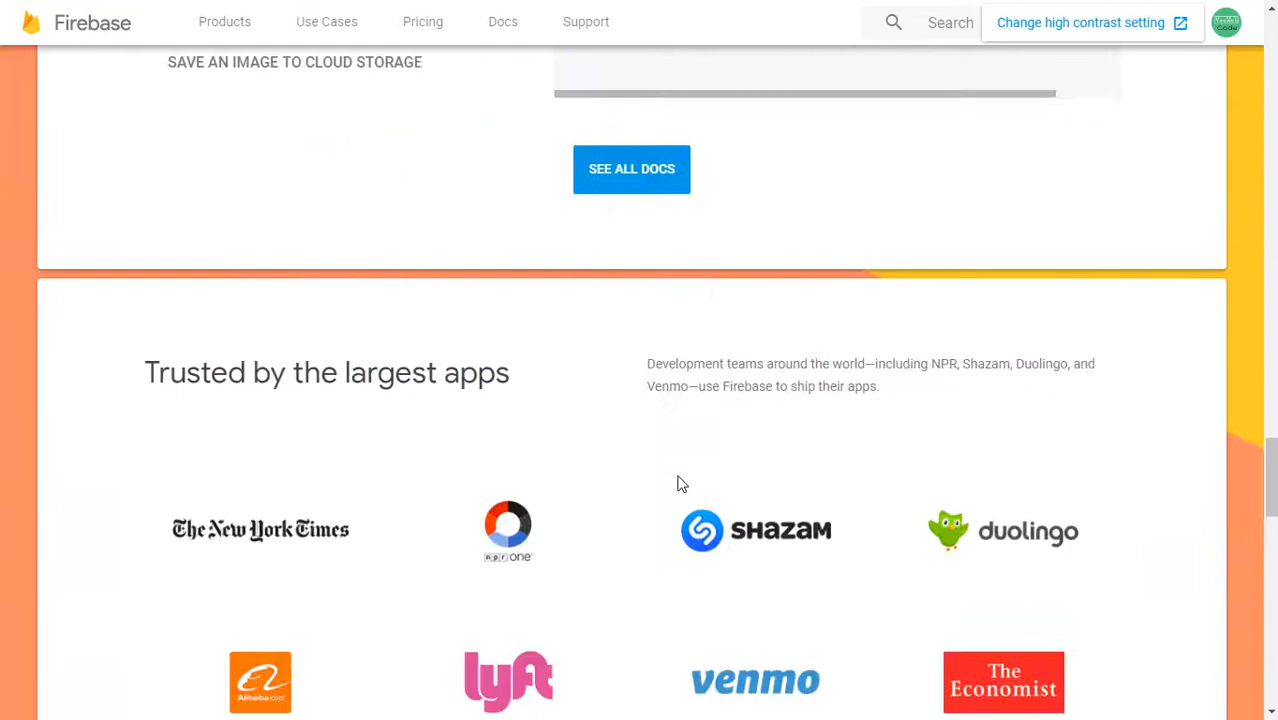 Firebase
Products
Use Cases
Pricing
Docs
Support
Search
Change high contrast setting
SAVE AN IMAGE TO CLOUD STORAGE
SEE ALL DOCS
Trusted by the largest apps
Development teams around the world—including NPR, Shazam, Duolingo, and
Venmo—use Firebase to ship their apps.
The New York Times
npr one
SHAZAM
duolingo
Alibaba.com
lyft
venmo
The
Economist